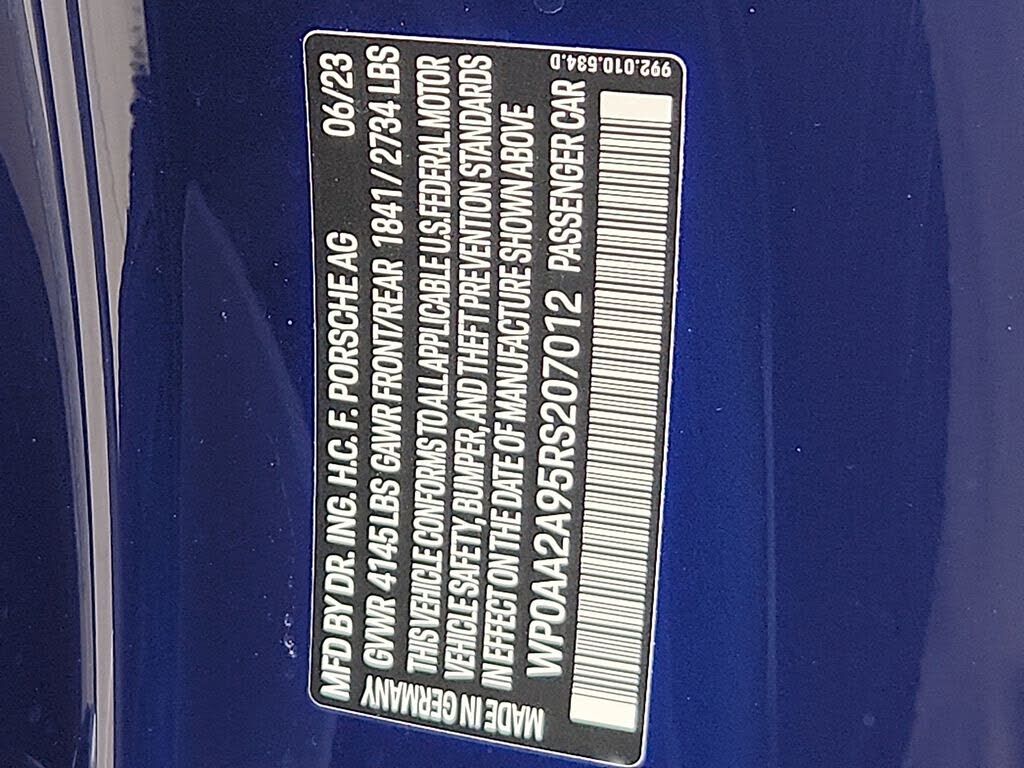 MFD BY DR. ING. H.C. F. PORSCHE AG 06/23
GVWR 4145 LBS GAWR FRONT/REAR 1841 / 2734 LBS
THIS VEHICLE CONFORMS TO ALL APPLICABLE U.S. FEDERAL MOTOR
VEHICLE SAFETY, BUMPER, AND THEFT PREVENTION STANDARDS
IN EFFECT ON THE DATE OF MANUFACTURE SHOWN ABOVE
WP0AA2A95RS207012 PASSENGER CAR
MADE IN GERMANY
992.010.534.D